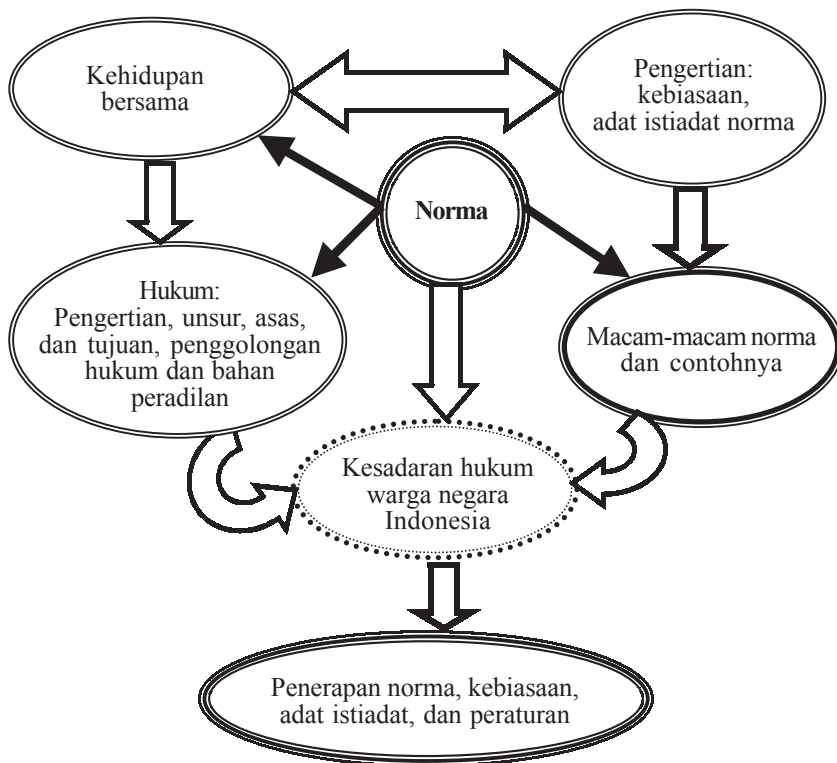 Kehidupan
bersama
Pengertian:
kebiasaan,
adat istiadat norma
Norma
Hukum:
Pengertian, unsur, asas,
dan tujuan, penggolongan
hukum dan bahan
peradilan
Macam-macam norma
dan contohnya
Kesadaran hukum
warga negara
Indonesia
Penerapan norma, kebiasaan,
adat istiadat, dan peraturan